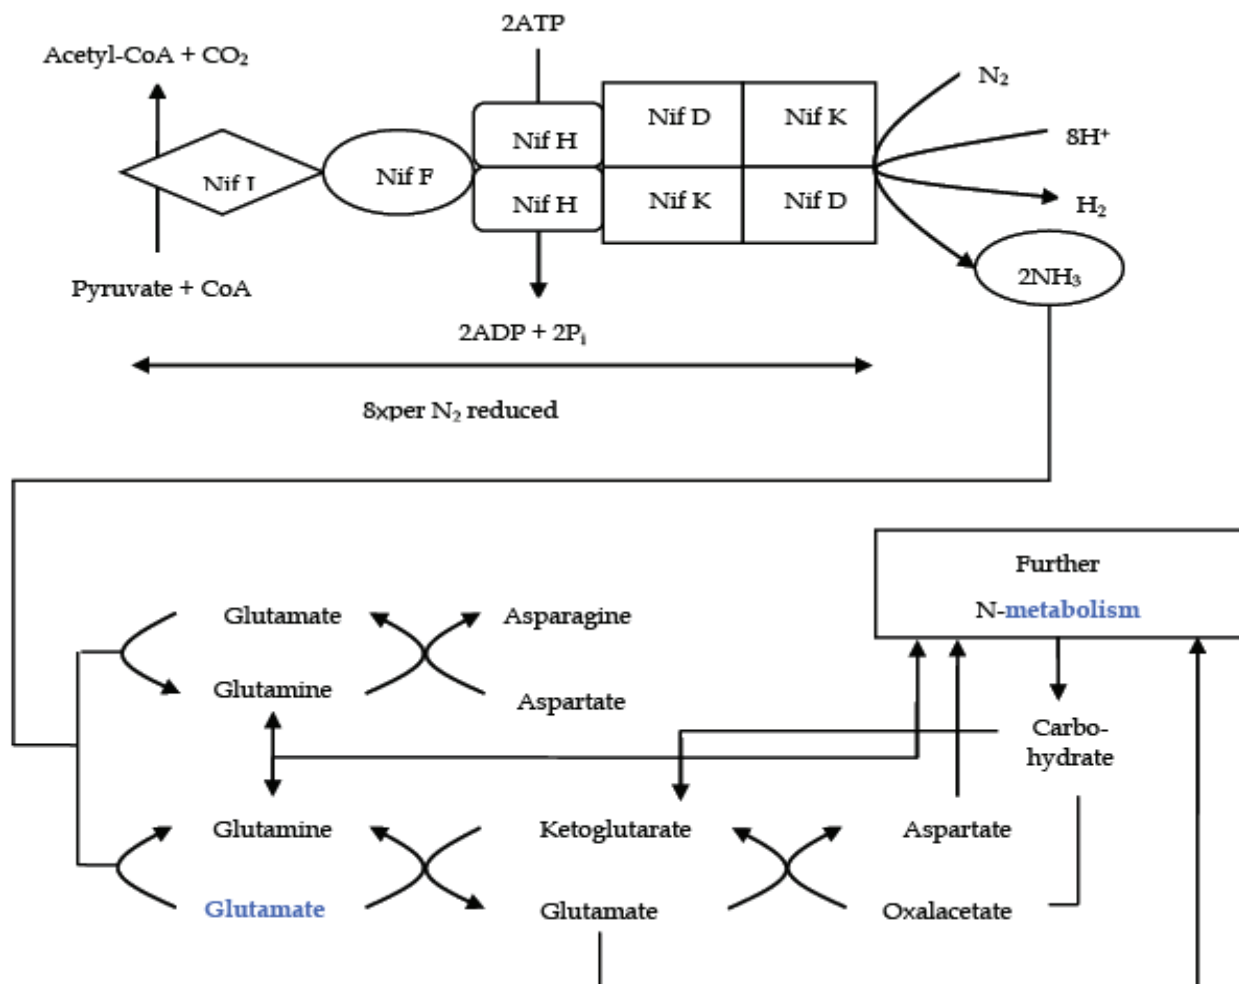 2ATP
Acetyl-CoA + CO₂
N₂
Nif D
Nif K
Nif H
8H⁺
Nif F
Nif H
Nif K
Nif D
H₂
2NH₃
Pyruvate + CoA
2ADP + 2Pᵢ
8xper N₂ reduced
Further
N-metabolism
Glutamate
Asparagine
Glutamine
Aspartate
Carbo-
hydrate
Glutamine
Ketoglutarate
Aspartate
Glutamate
Glutamate
Oxalacetate